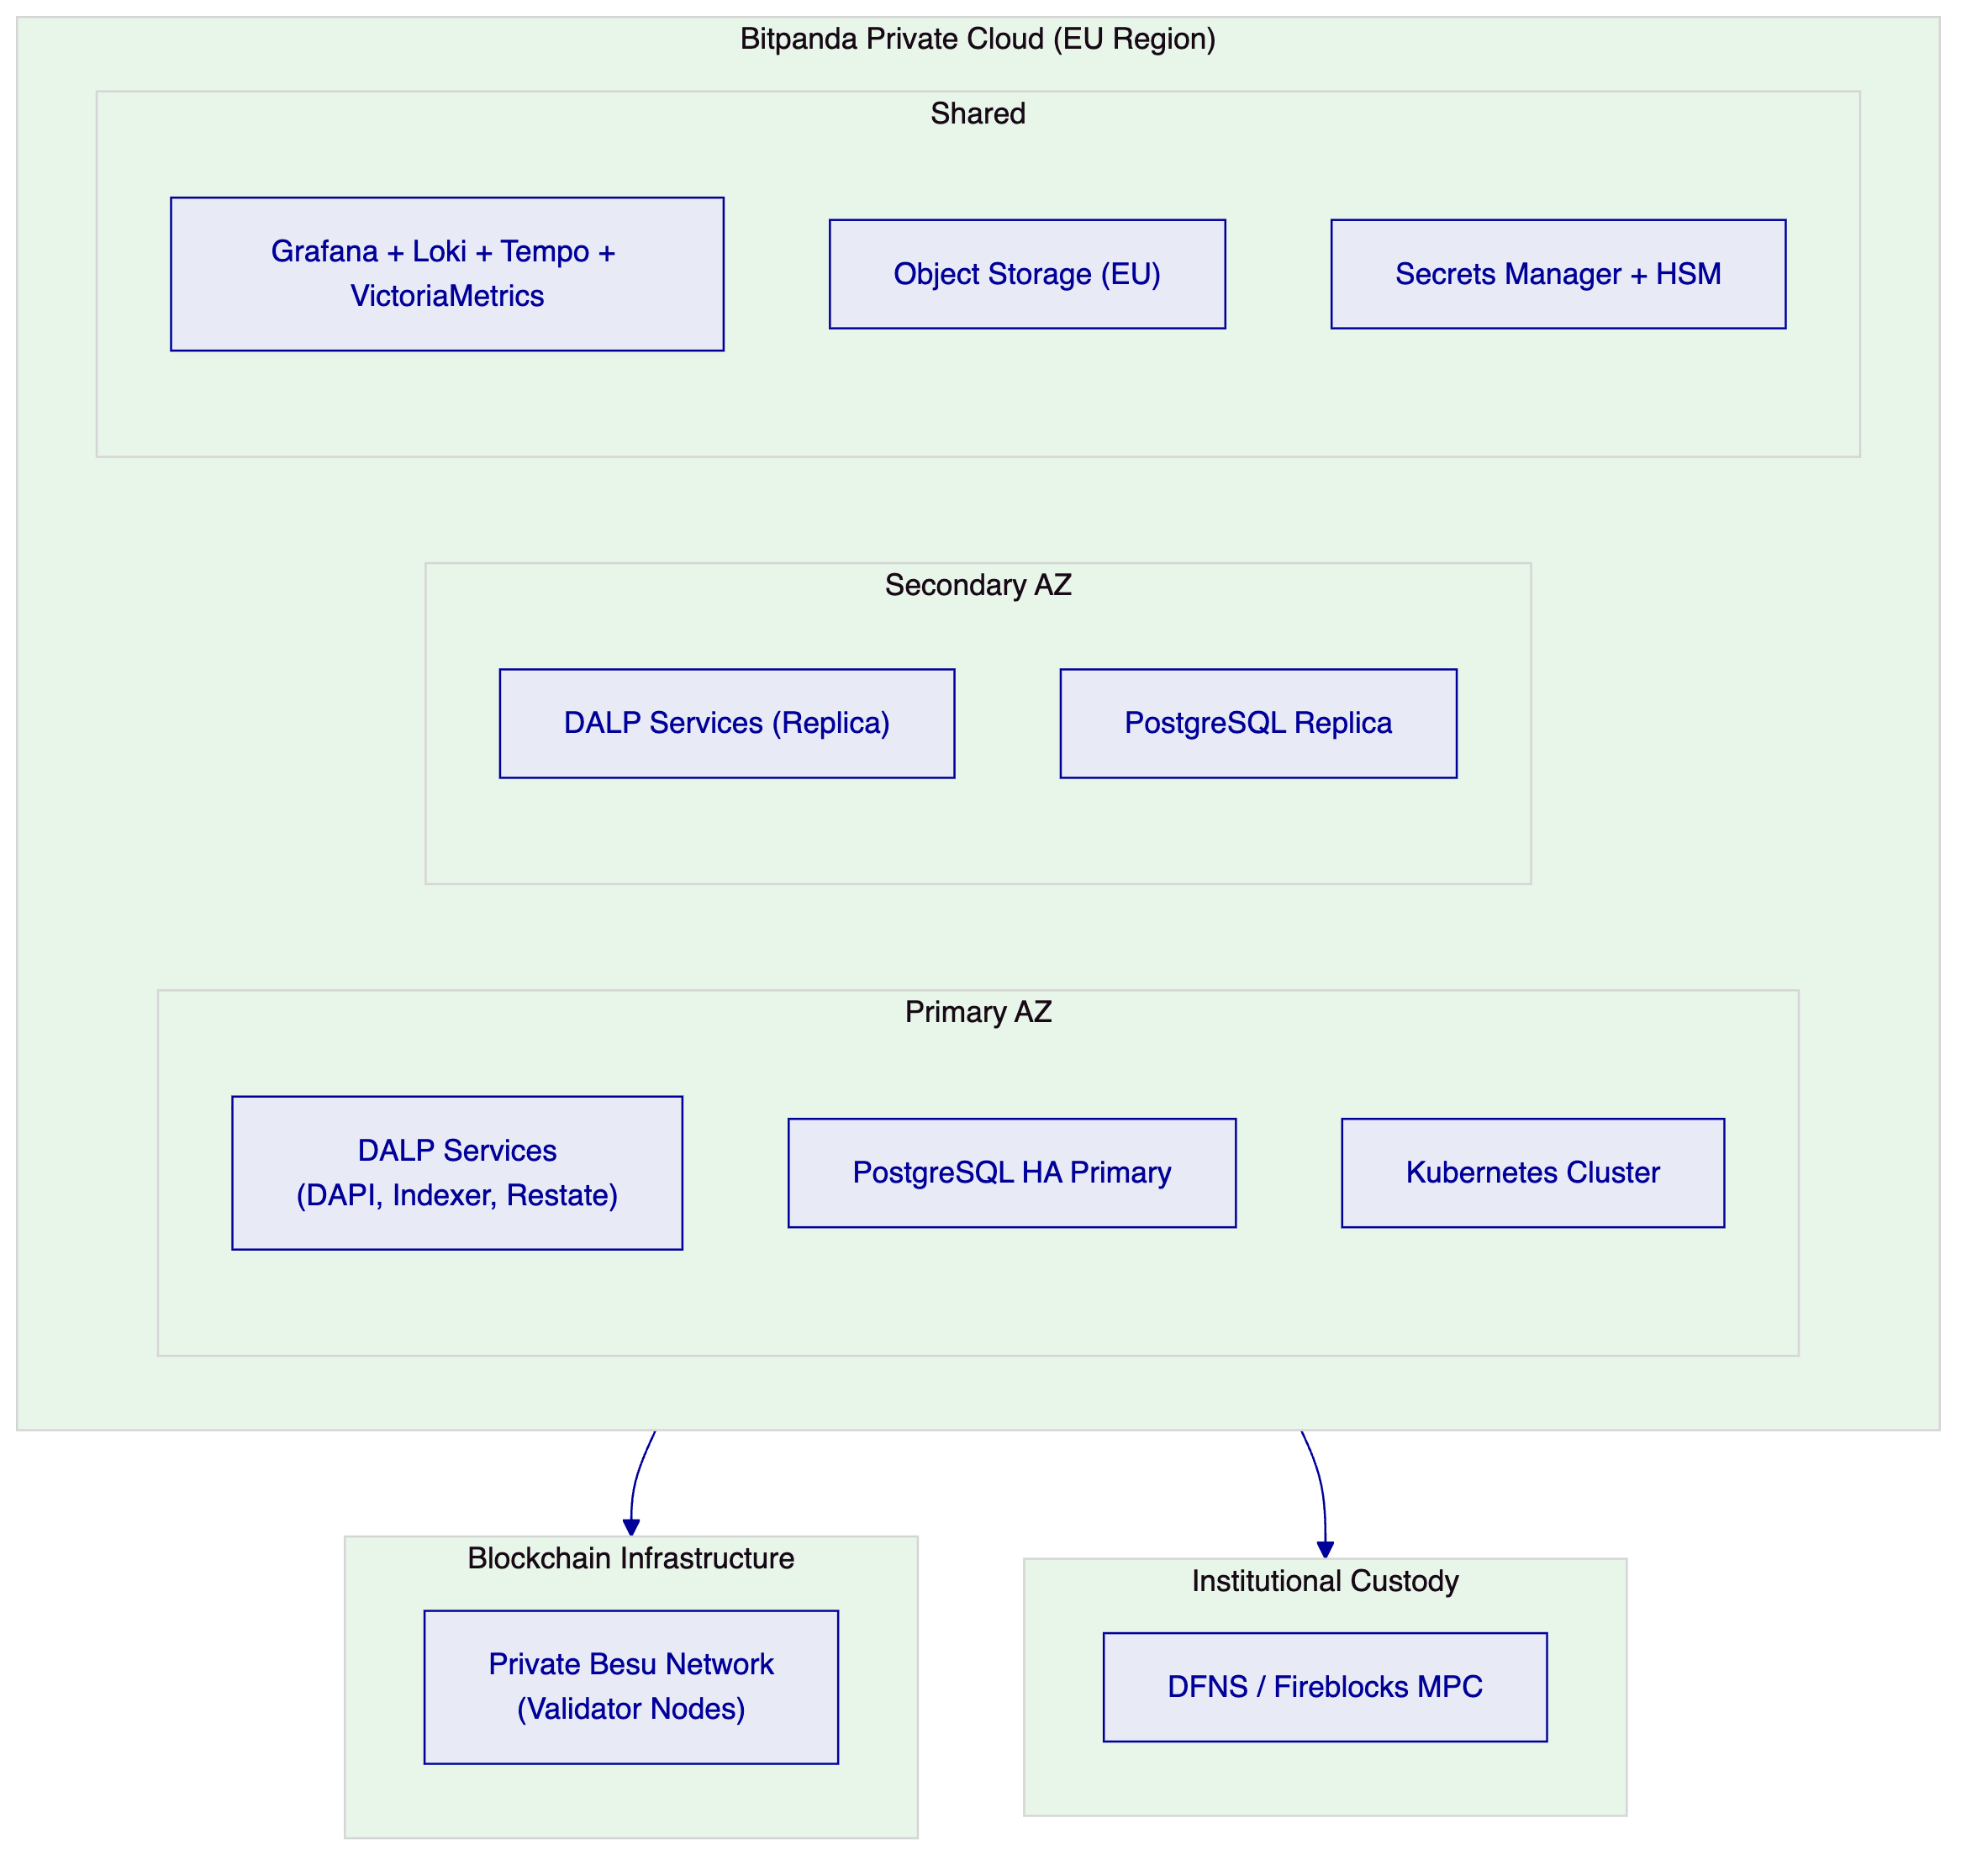 Bitpanda Private Cloud (EU Region)
Shared
Grafana + Loki + Tempo +
VictoriaMetrics
Object Storage (EU)
Secrets Manager + HSM
Secondary AZ
DALP Services (Replica)
PostgreSQL Replica
Primary AZ
DALP Services
(DAPI, Indexer, Restate)
PostgreSQL HA Primary
Kubernetes Cluster
Blockchain Infrastructure
Private Besu Network
(Validator Nodes)
Institutional Custody
DFNS / Fireblocks MPC